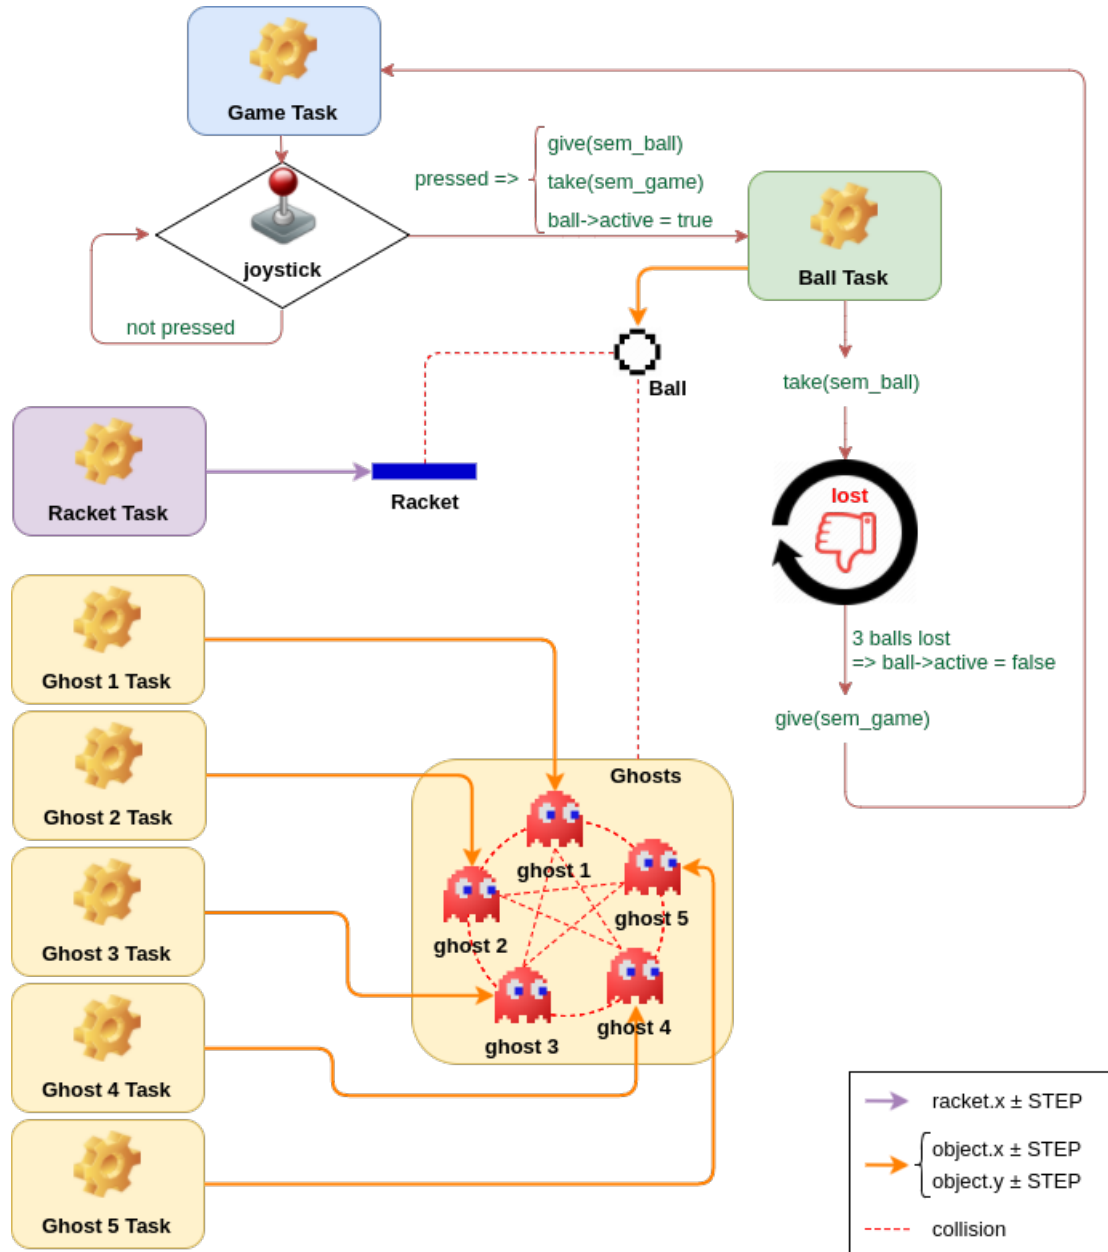 Game Task
pressed =>
give(sem_ball)
take(sem_game)
ball->active = true
joystick
not pressed
Ball Task
Ball
take(sem_ball)
Racket Task
Racket
lost
3 balls lost
=> ball->active = false
give(sem_game)
Ghost 1 Task
Ghost 2 Task
Ghost 3 Task
Ghost 4 Task
Ghost 5 Task
Ghosts
ghost 1
ghost 5
ghost 2
ghost 4
ghost 3
racket.x ± STEP
object.x ± STEP
object.y ± STEP
collision